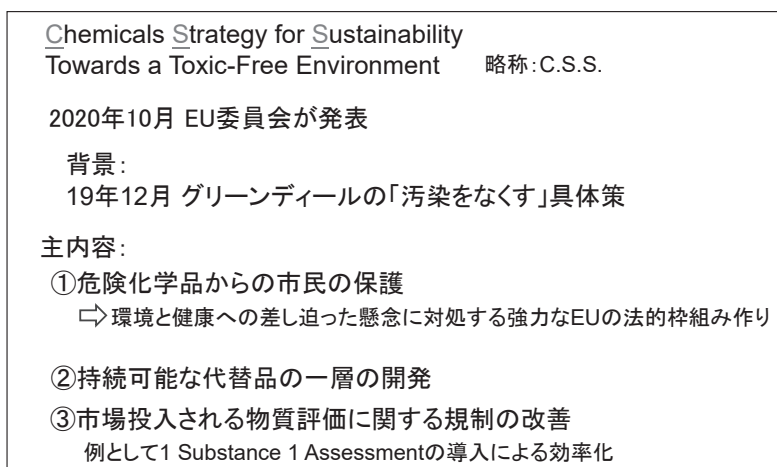 Chemicals Strategy for Sustainability
Towards a Toxic-Free Environment 略称：C.S.S.
2020年10月 EU委員会が発表
背景：
19年12月 グリーンディールの「汚染をなくす」具体策
主内容：
①危険化学品からの市民の保護
⇨環境と健康への差し迫った懸念に対処する強力なEUの法的枠組み作り
②持続可能な代替品の一層の開発
③市場投入される物質評価に関する規制の改善
例として1 Substance 1 Assessmentの導入による効率化